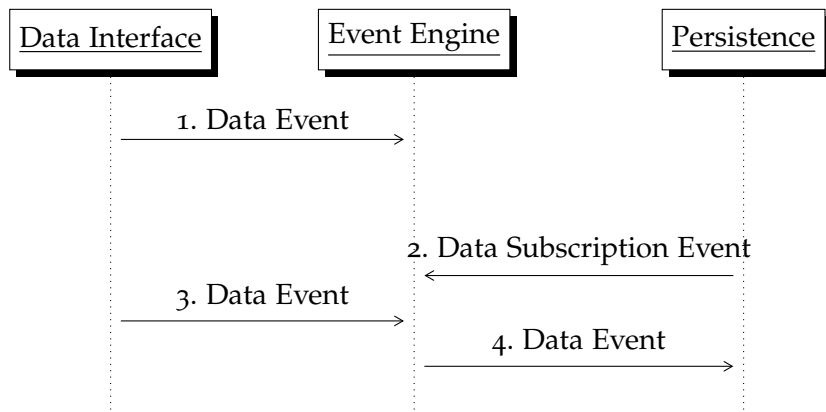 Data Interface
Event Engine
Persistence
1. Data Event
2. Data Subscription Event
3. Data Event
4. Data Event